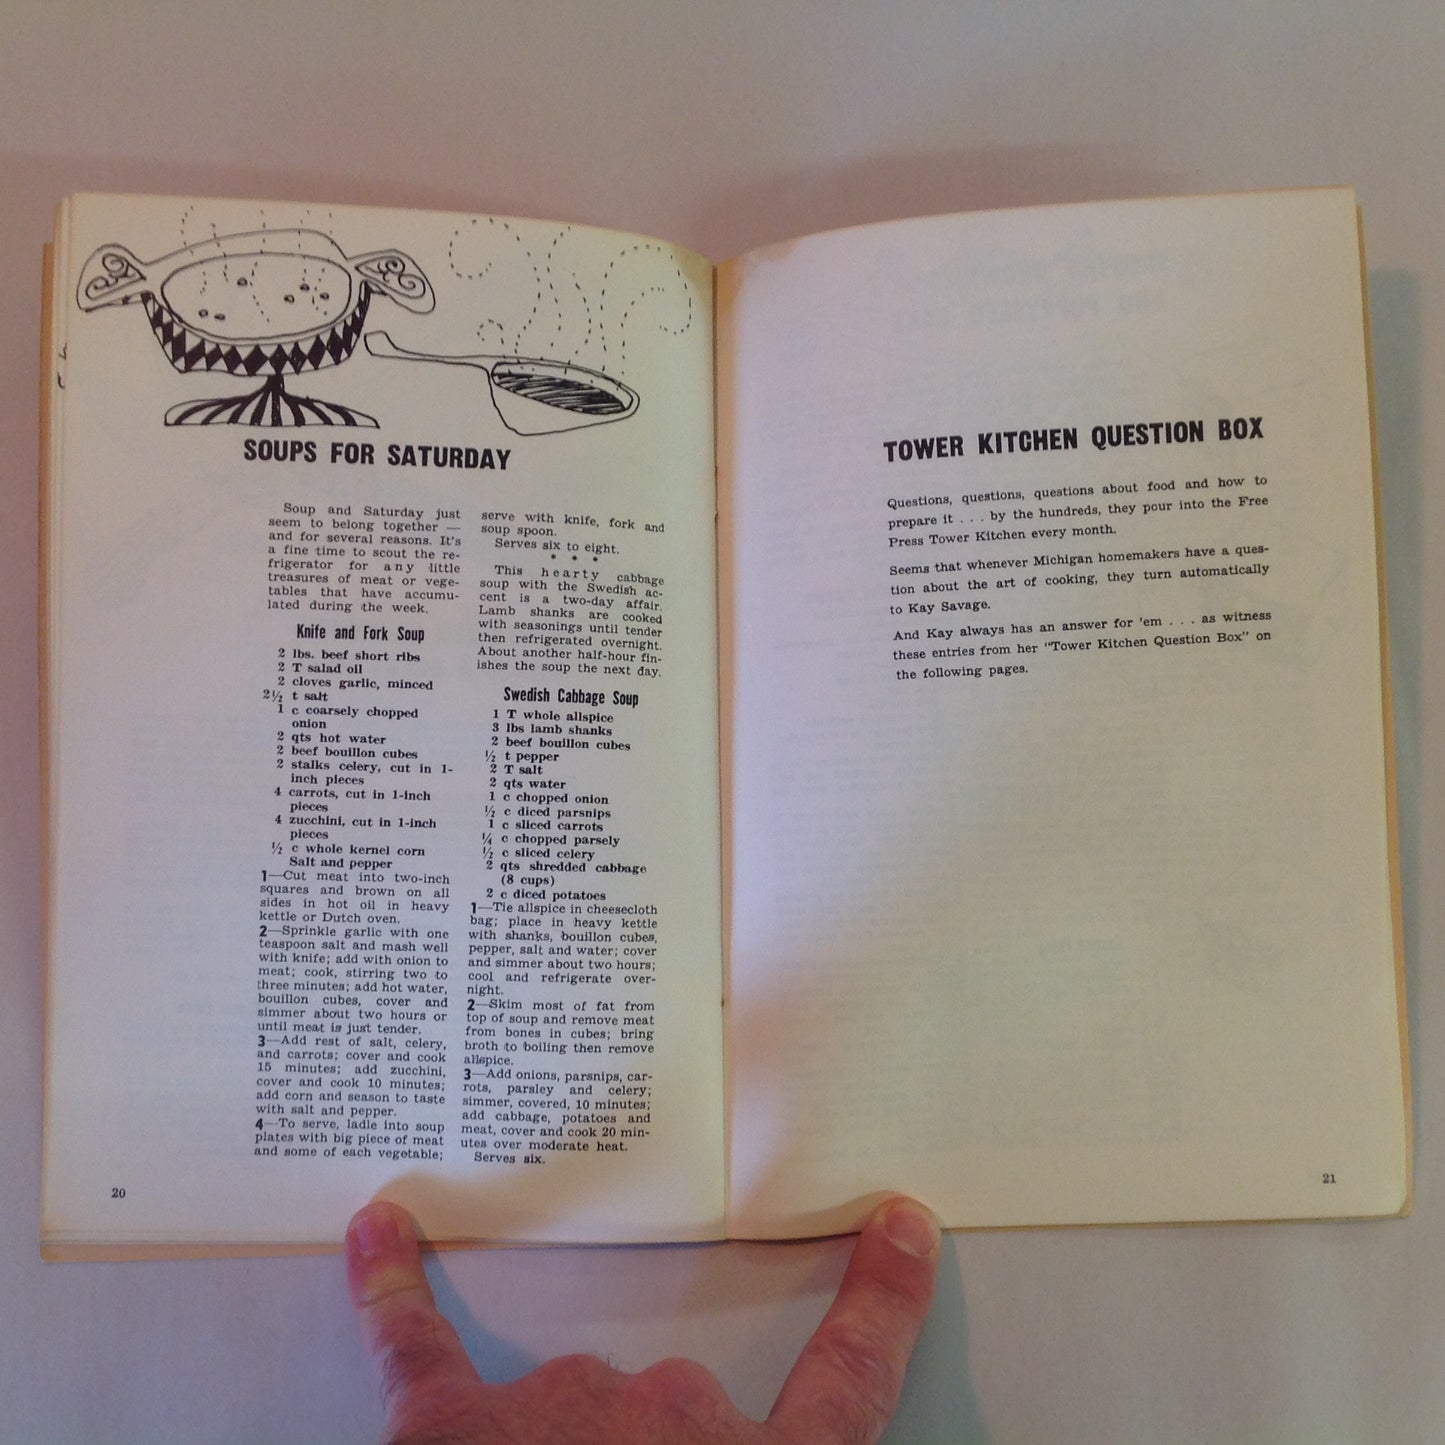 SOUPS FOR SATURDAY
Soup and Saturday just
seem to belong together —
and for several reasons. It's
a fine time to scout the re-
frigerator for any little
treasures of meat or vege-
tables that have accumu-
lated during the week.
Knife and Fork Soup
2 lbs. beef short ribs
2 T salad oil
2 cloves garlic, minced
2½ t salt
1 c coarsely chopped
onion
2 qts hot water
2 beef bouillon cubes
2 stalks celery, cut in 1-
inch pieces
4 carrots, cut in 1-inch
pieces
4 zucchini, cut in 1-inch
pieces
½ c whole kernel corn
Salt and pepper
1—Cut meat into two-inch
squares and brown on all
sides in hot oil in heavy
kettle or Dutch oven.
2—Sprinkle garlic with one
teaspoon salt and mash well
with knife; add with onion to
meat; cook, stirring two to
three minutes; add hot water,
bouillon cubes, cover and
simmer about two hours or
until meat is just tender.
3—Add rest of salt, celery,
and carrots; cover and cook
15 minutes; add zucchini,
cover and cook 10 minutes;
add corn and season to taste
with salt and pepper.
4—To serve, ladle into soup
plates with big piece of meat
and some of each vegetable;
serve with knife, fork and
soup spoon.
Serves six to eight.
* * *
This hearty cabbage
soup with the Swedish ac-
cent is a two-day affair.
Lamb shanks are cooked
with seasonings until tender
then refrigerated overnight.
About another half-hour fin-
ishes the soup the next day.
Swedish Cabbage Soup
1 T whole allspice
3 lbs lamb shanks
2 beef bouillon cubes
½ t pepper
2 T salt
2 qts water
1 c chopped onion
½ c diced parsnips
1 c sliced carrots
¼ c chopped parsely
½ c sliced celery
2 qts shredded cabbage
(8 cups)
2 c diced potatoes
1—Tie allspice in cheesecloth
bag; place in heavy kettle
with shanks, bouillon cubes,
pepper, salt and water; cover
and simmer about two hours;
cool and refrigerate over-
night.
2—Skim most of fat from
top of soup and remove meat
from bones in cubes; bring
broth to boiling then remove
allspice.
3—Add onions, parsnips, car-
rots, parsley and celery;
simmer, covered, 10 minutes;
add cabbage, potatoes and
meat, cover and cook 20 min-
utes over moderate heat.
Serves six.
20
TOWER KITCHEN QUESTION BOX
Questions, questions, questions about food and how to
prepare it . . . by the hundreds, they pour into the Free
Press Tower Kitchen every month.
Seems that whenever Michigan homemakers have a ques-
tion about the art of cooking, they turn automatically
to Kay Savage.
And Kay always has an answer for 'em . . . as witness
these entries from her "Tower Kitchen Question Box" on
the following pages.
21